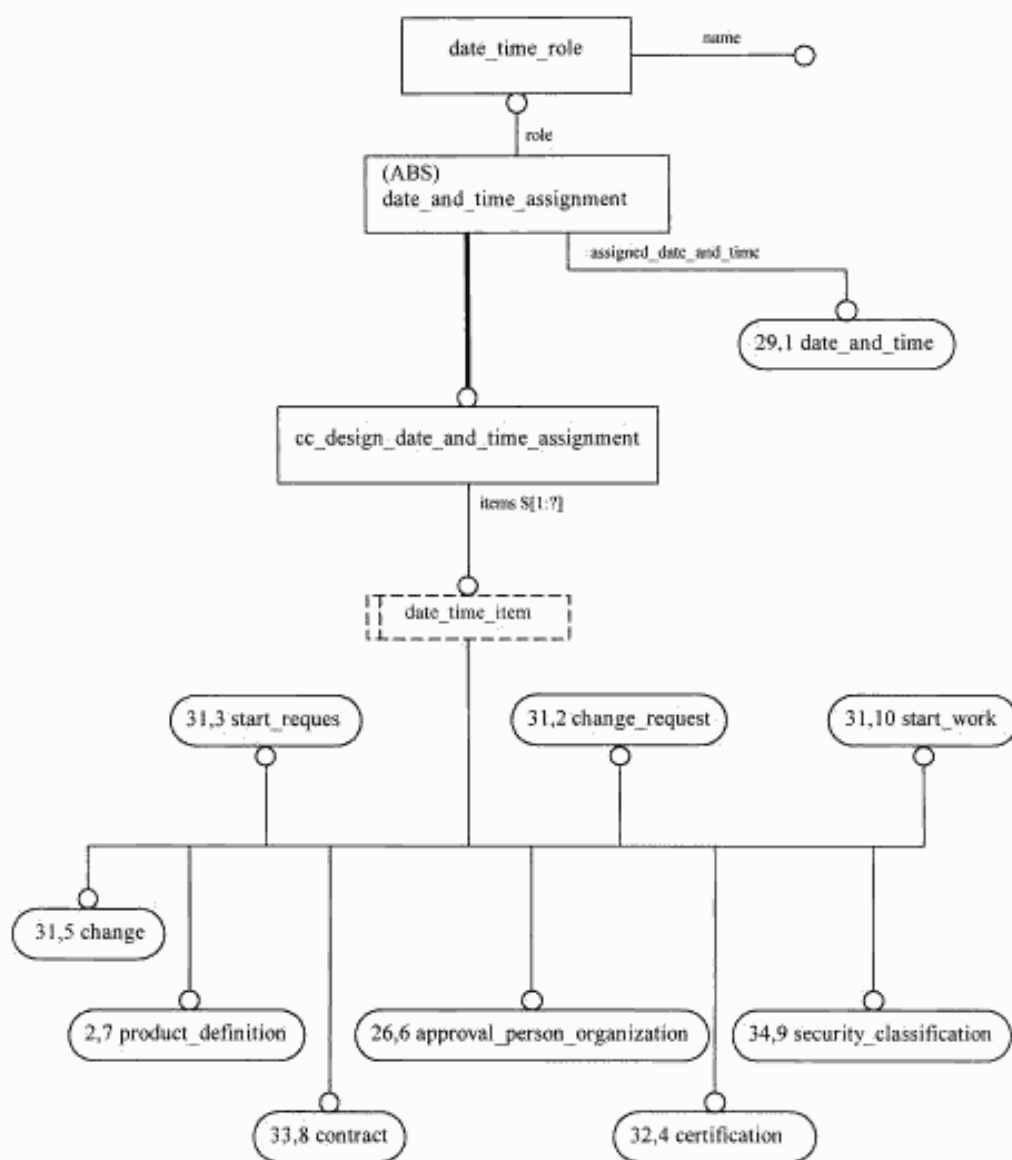 date_time_role
name
role
(ABS)
date_and_time_assignment
assigned_date_and_time
29,1 date_and_time
cc_design_date_and_time_assignment
items S[1:?]
date_time_item
31,3 start_reques
31,2 change_request
31,10 start_work
31,5 change
2,7 product_definition
26,6 approval_person_organization
34,9 security_classification
33,8 contract
32,4 certification